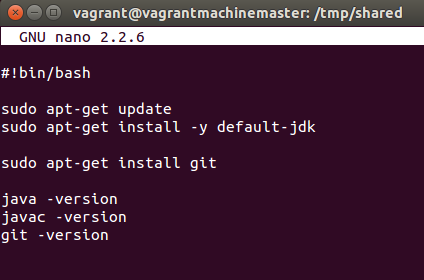 vagrant@vagrantmachinemaster: /tmp/shared
GNU nano 2.2.6
#!bin/bash
sudo apt-get update
sudo apt-get install -y default-jdk
sudo apt-get install git
java -version
javac -version
git -version